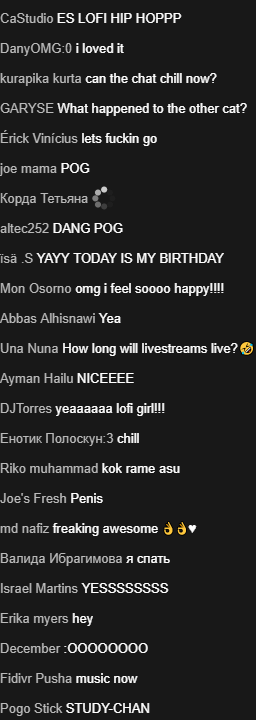 CaStudio ES LOFI HIP HOPPP
DanyOMG:0 i loved it
kurapika kurta can the chat chill now?
GARYSE What happened to the other cat?
Érick Vinícius lets fuckin go
joe mama POG
Корда Тетьяна
altec252 DANG POG
ïsä .S YAYY TODAY IS MY BIRTHDAY
Mon Osorno omg i feel soooo happy!!!!
Abbas Alhisnawi Yea
Una Nuna How long will livestreams live?🤣
Ayman Hailu NICEEEE
DJTorres yeaaaaaa lofi girl!!!
Енотик Полоскун:3 chill
Riko muhammad kok rame asu
Joe's Fresh Penis
md nafiz freaking awesome 👌👌♥
Валида Ибрагимова я спать
Israel Martins YESSSSSSSS
Erika myers hey
December :OOOOOOOO
Fidivr Pusha music now
Pogo Stick STUDY-CHAN